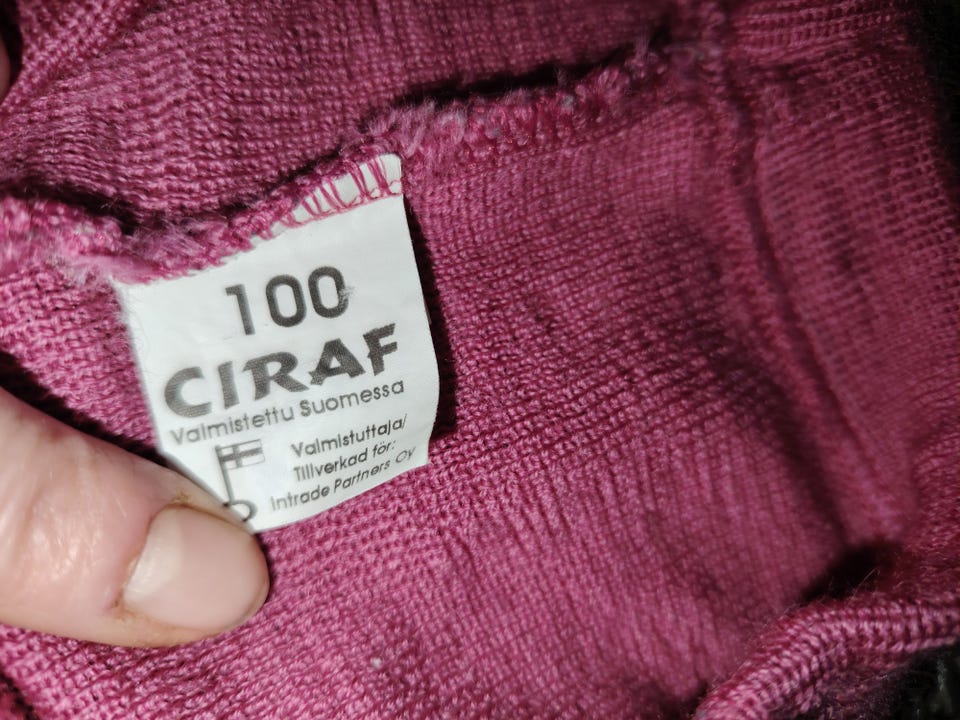 100
CIRAF
Valmistettu Suomessa
Valmistuttaja/
Tillverkad för:
Intrade Partners Oy